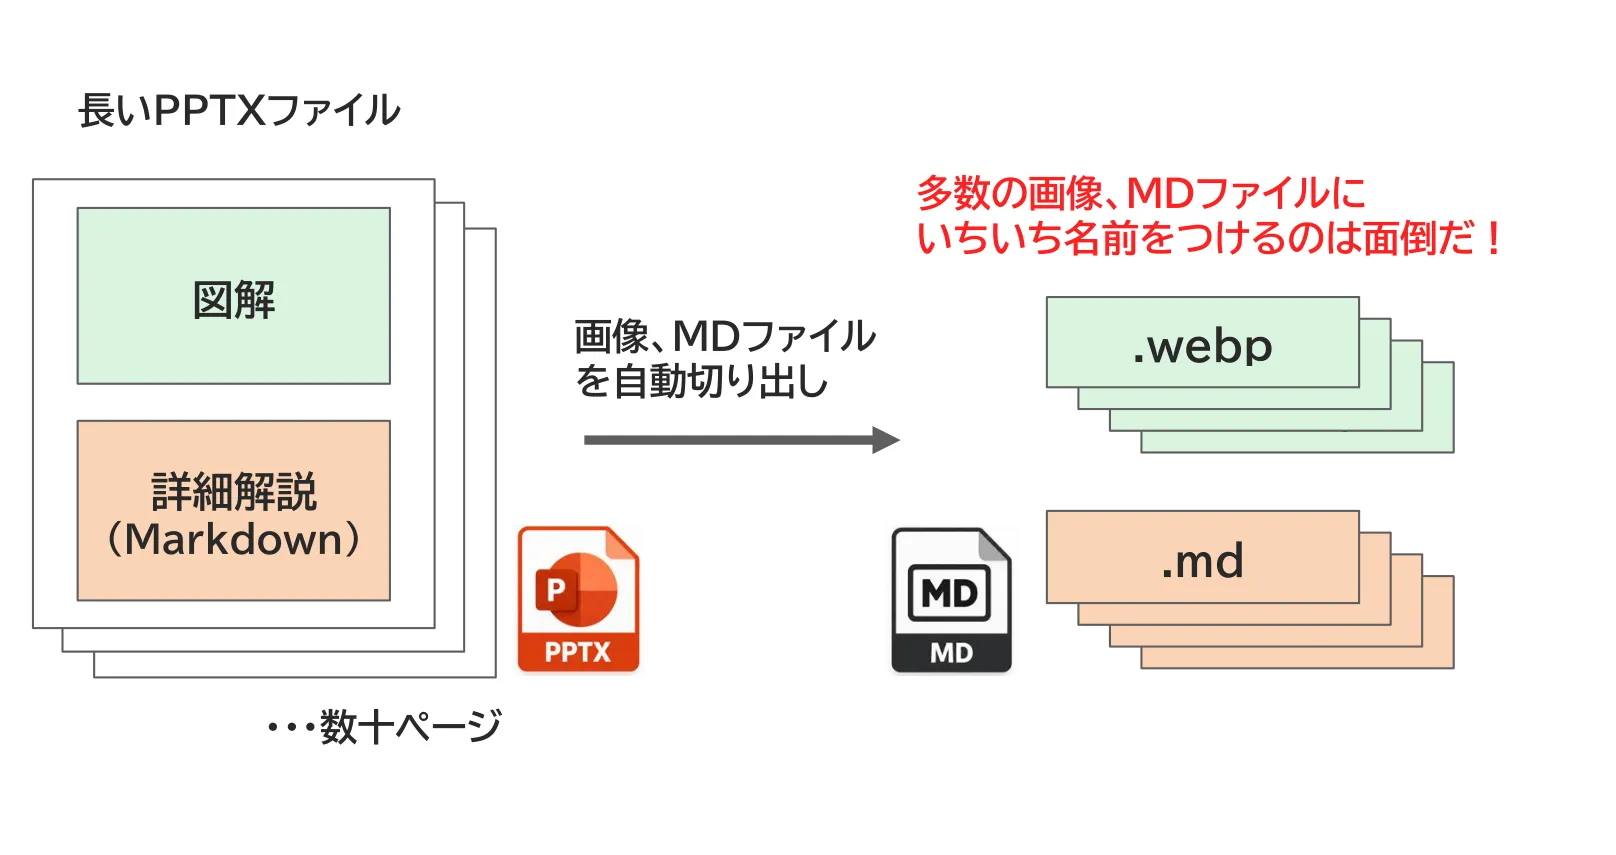 長いPPTXファイル
図解
詳細解説
（Markdown）
・・・数十ページ
P
PPTX
画像、MDファイル
を自動切り出し
多数の画像、MDファイルに
いちいち名前をつけるのは面倒だ！
.webp
.md
MD
MD